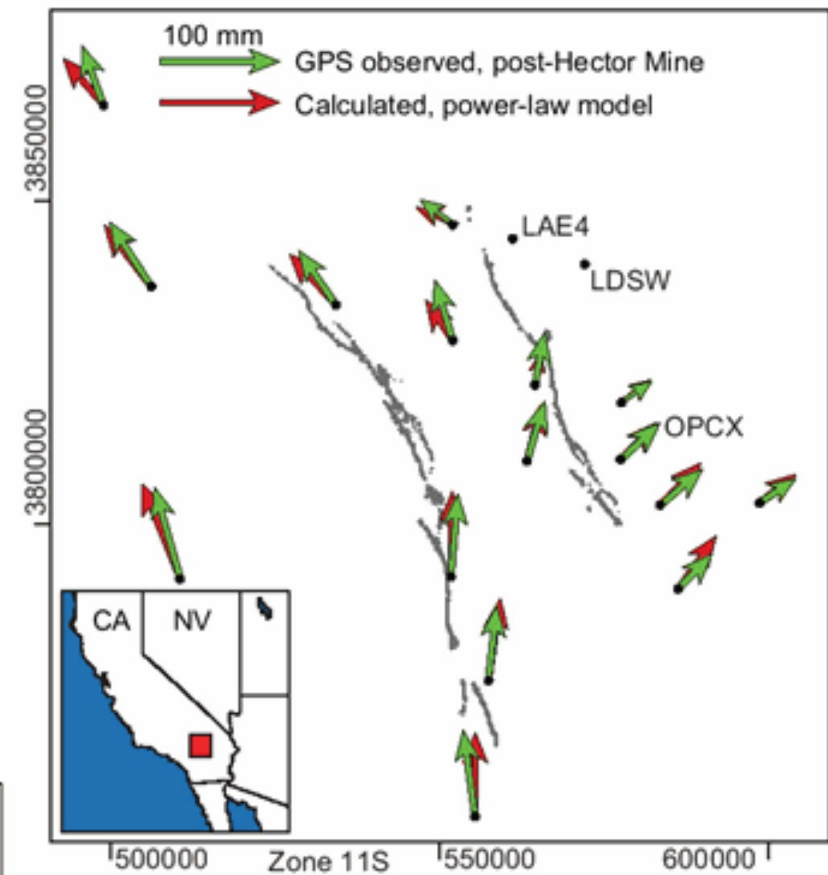 100 mm
GPS observed, post-Hector Mine
Calculated, power-law model
3850000
3800000
LAE4
LDSW
OPCX
CA
NV
500000
Zone 11S
550000
600000